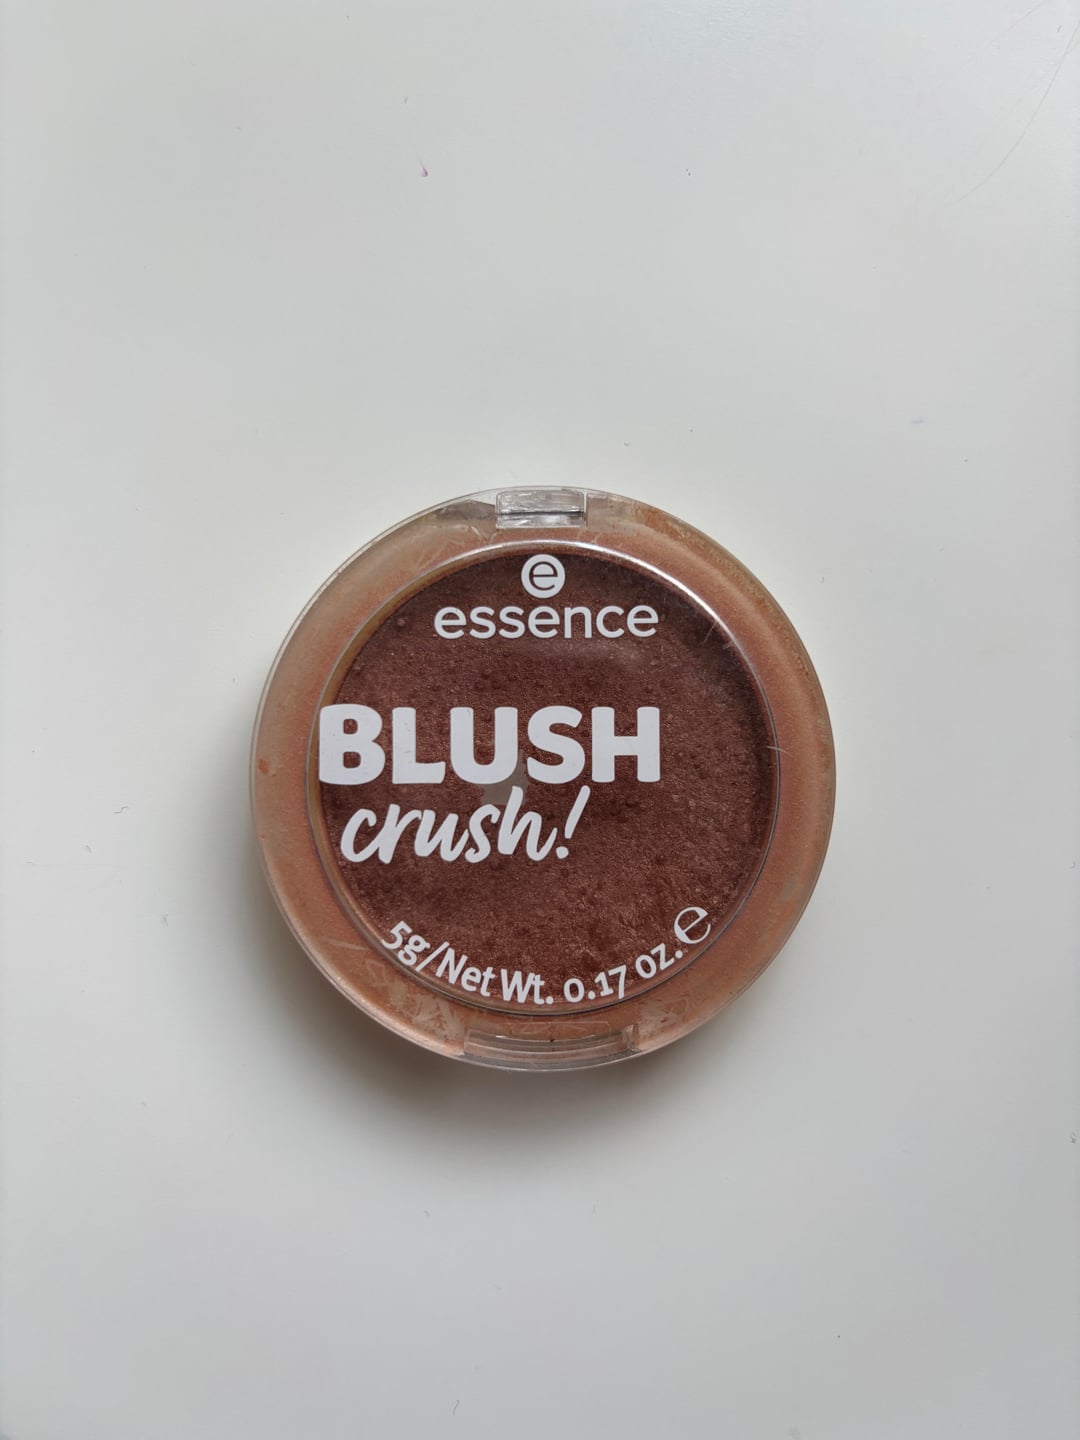 e
essence
BLUSH
crush!
5g/Net Wt. 0.17 oz. ℮